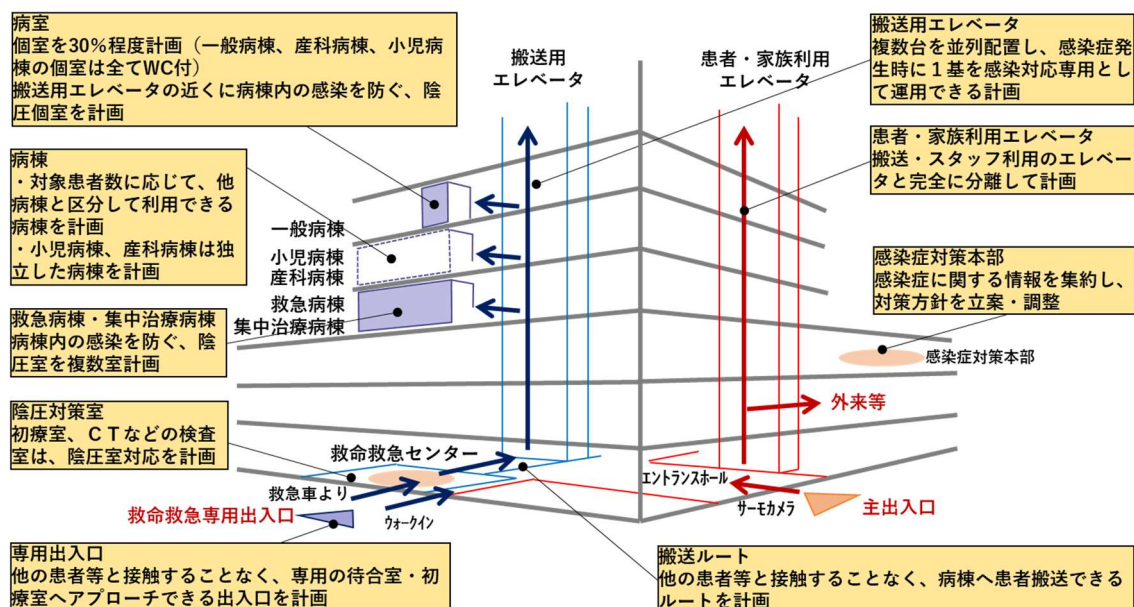 病室
個室を30%程度計画（一般病棟、産科病棟、小児病
棟の個室は全てWC付）
搬送用エレベータの近くに病棟内の感染を防ぐ、陰
圧個室を計画
搬送用
エレベータ
患者・家族利用
エレベータ
搬送用エレベータ
複数台を並列配置し、感染症発
生時に１基を感染対応専用とし
て運用できる計画
患者・家族利用エレベータ
搬送・スタッフ利用のエレベー
タと完全に分離して計画
病棟
・対象患者数に応じて、他
病棟と区分して利用できる
病棟を計画
・小児病棟、産科病棟は独
立した病棟を計画
一般病棟
小児病棟
産科病棟
救急病棟
集中治療病棟
感染症対策本部
感染症に関する情報を集約し、
対策方針を立案・調整
救急病棟・集中治療病棟
病棟内の感染を防ぐ、陰
圧室を複数室計画
感染症対策本部
外来等
陰圧対策室
初療室、ＣＴなどの検査
室は、陰圧室対応を計画
救命救急センター
救急車より
ウォークイン
救命救急専用出入口
エントランスホール
サーモカメラ
主出入口
専用出入口
他の患者等と接触することなく、専用の待合室・初
療室へアプローチできる出入口を計画
搬送ルート
他の患者等と接触することなく、病棟へ患者搬送できる
ルートを計画